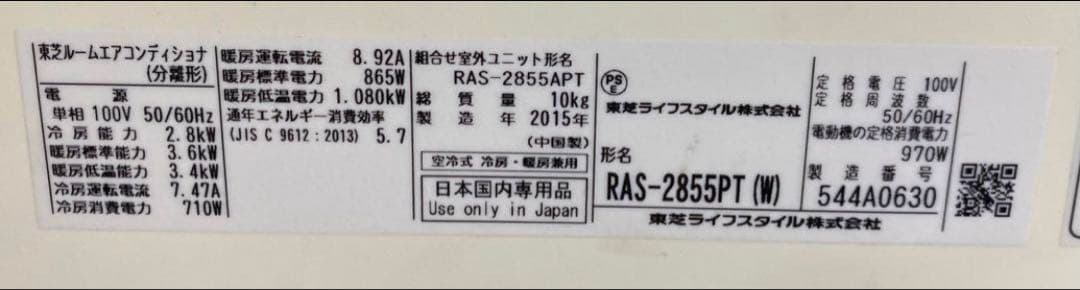 東芝ルームエアコンディショナ
(分離形)
電源
単相 100V 50/60Hz
冷房能力 2.8kW
暖房標準能力 3.6kW
暖房低温能力 3.4kW
冷房運転電流 7.47A
冷房消費電力 710W
暖房運転電流 8.92A
暖房標準電力 865W
暖房低温電力 1.080kW
通年エネルギー消費効率
(JIS C 9612:2013) 5.7
組合せ室外ユニット形名
RAS-2855APT
総質量 10kg
製造年 2015年
(中国製)
空冷式 冷房・暖房兼用
日本国内専用品
Use only in Japan
PS
E
東芝ライフスタイル株式会社
形名
RAS-2855PT(W)
定格電圧 100V
定格周波数
50/60Hz
電動機の定格消費電力
970W
製造番号
544A0630
東芝ライフスタイル株式会社